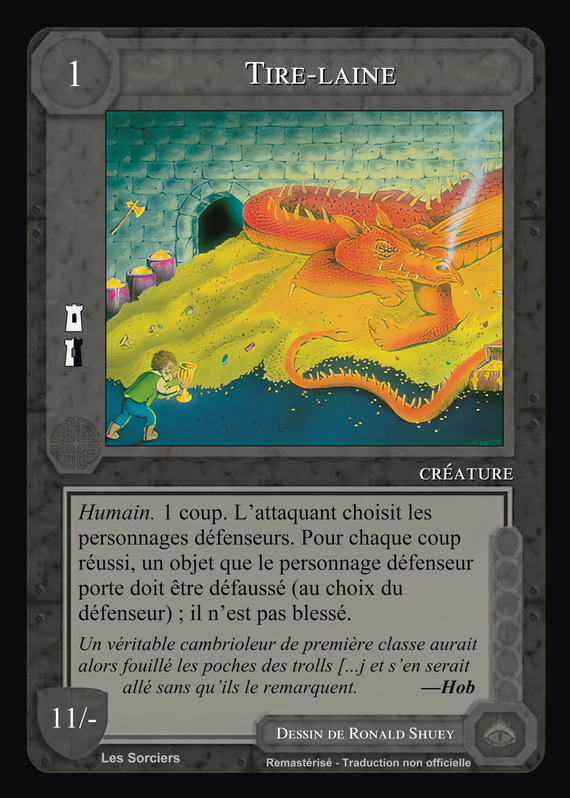 1
TIRE-LAINE
CRÉATURE
Humain. 1 coup. L'attaquant choisit les
personnages défenseurs. Pour chaque coup
réussi, un objet que le personnage défenseur
porte doit être défaussé (au choix du
défenseur) ; il n'est pas blessé.
Un véritable cambrioleur de première classe aurait
alors fouillé les poches des trolls [...j et s'en serait
allé sans qu'ils le remarquent. —Hob
11/-
DESSIN DE RONALD SHUEY
Les Sorciers
Remastérisé - Traduction non officielle